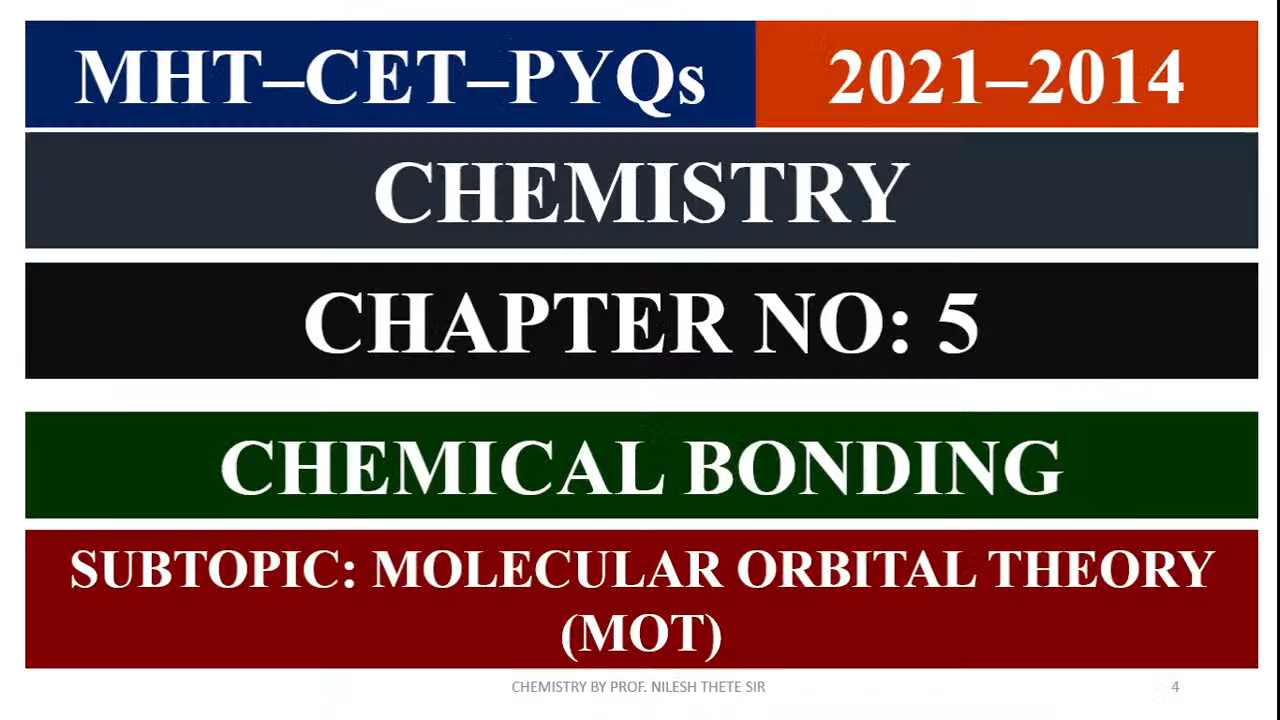 MHT–CET–PYQs 2021–2014
CHEMISTRY
CHAPTER NO: 5
CHEMICAL BONDING
SUBTOPIC: MOLECULAR ORBITAL THEORY
(MOT)
CHEMISTRY BY PROF. NILESH THETE SIR 4